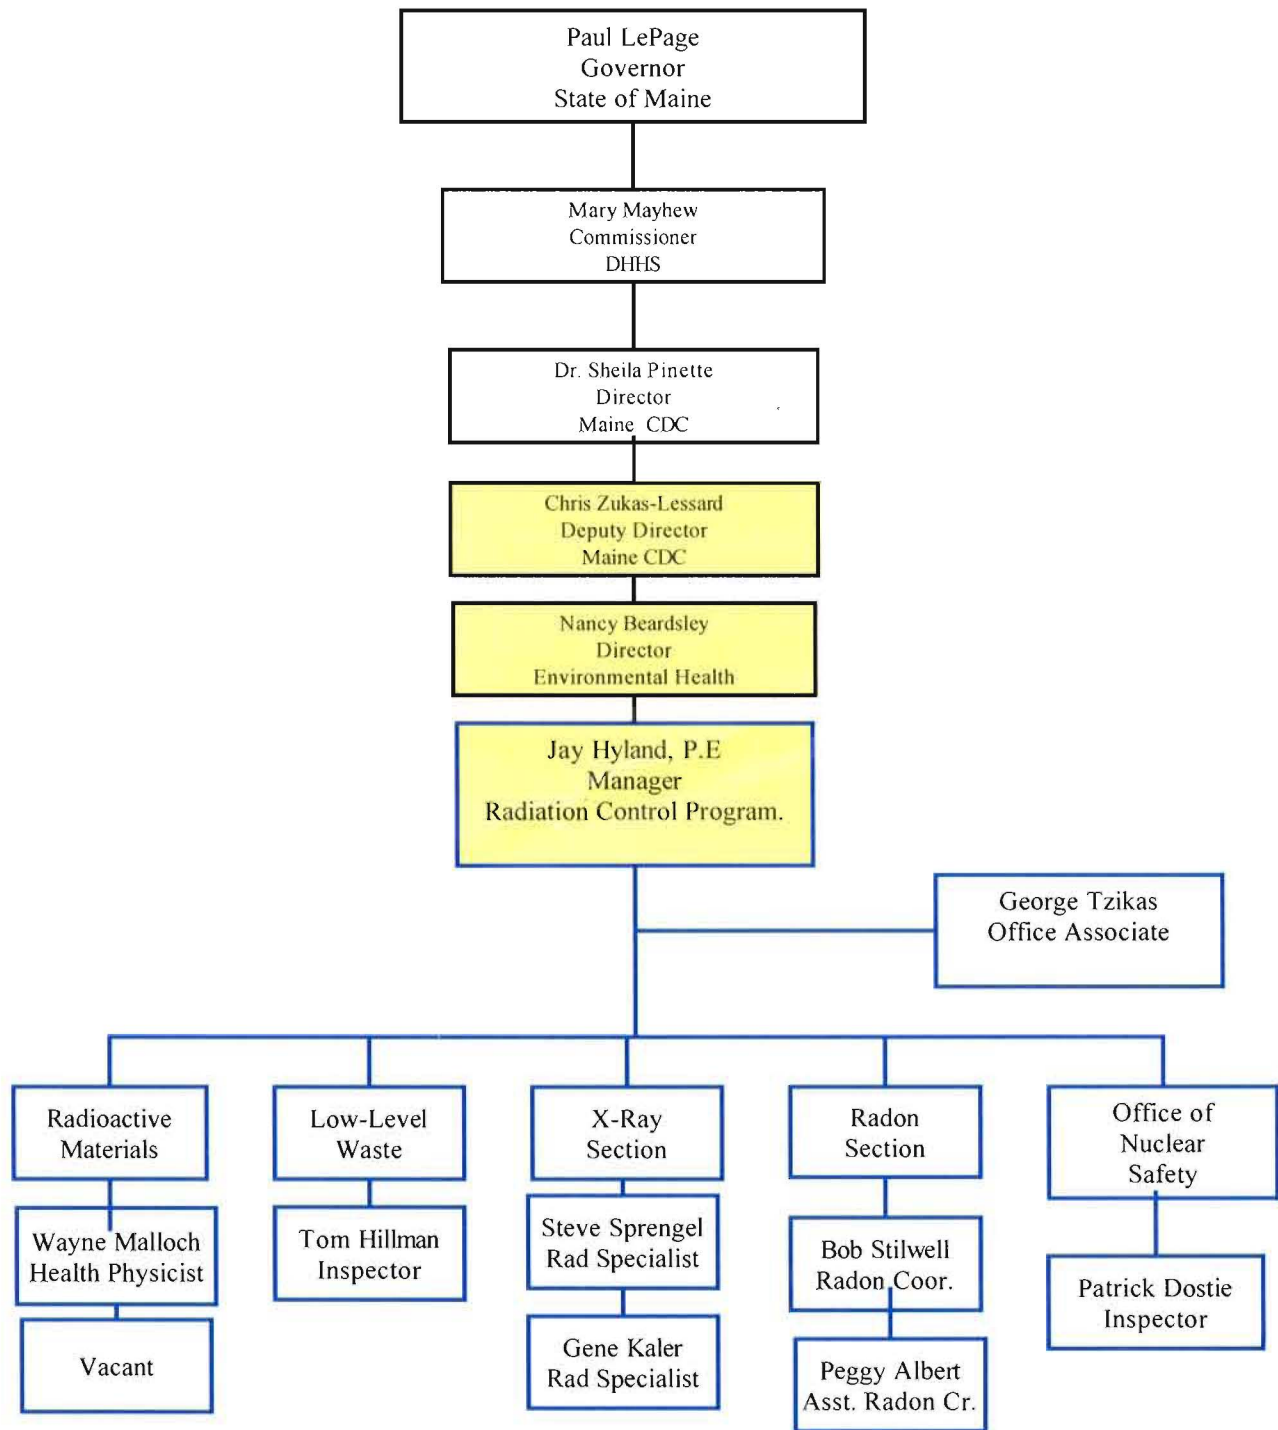 Paul LePage
Governor
State of Maine
Mary Mayhew
Commissioner
DHHS
Dr. Sheila Pinette
Director
Maine CDC
Chris Zukas-Lessard
Deputy Director
Maine CDC
Nancy Beardsley
Director
Environmental Health
Jay Hyland, P.E
Manager
Radiation Control Program.
George Tzikas
Office Associate
Radioactive
Materials
Wayne Malloch
Health Physicist
Vacant
Low-Level
Waste
Tom Hillman
Inspector
X-Ray
Section
Steve Sprengel
Rad Specialist
Gene Kaler
Rad Specialist
Radon
Section
Bob Stilwell
Radon Coor.
Peggy Albert
Asst. Radon Cr.
Office of
Nuclear
Safety
Patrick Dostie
Inspector